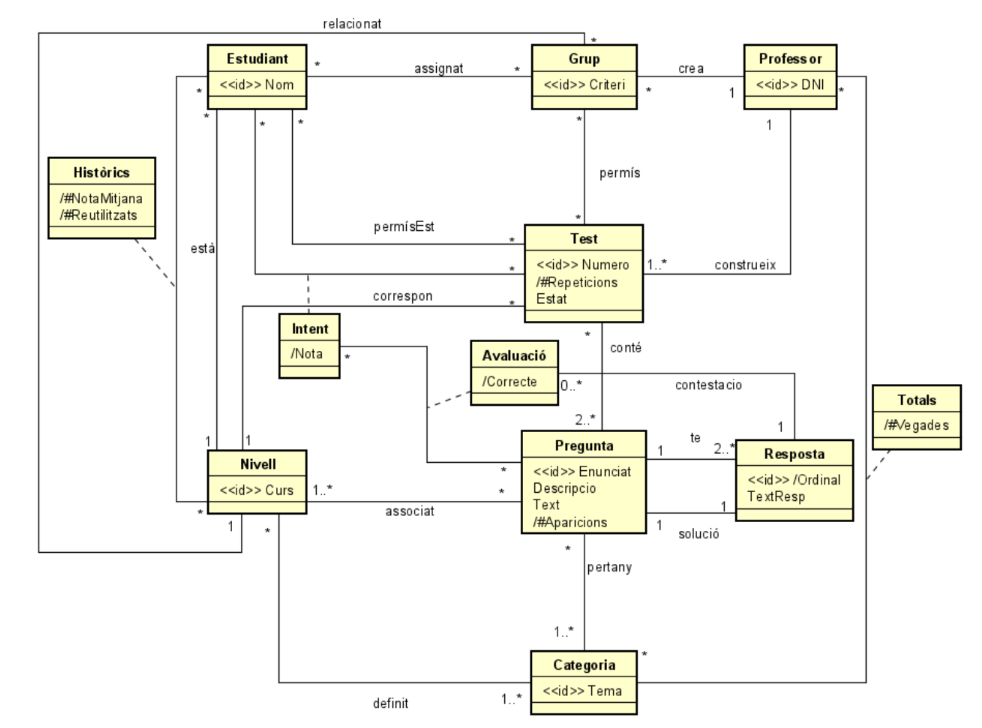 relacionat
*
Estudiant
<<id>> Nom
*
assignat
*
Grup
<<id>> Criteri
*
crea
1
Professor
<<id>> DNI
*
*
*
*
*
*
1
Històrics
/#NotaMitjana
/#Reutilitzats
permís
està
permísEst
*
*
Test
<<id>> Numero
/#Repeticions
Estat
*
1..*
construeix
correspon
*
Intent
/Nota
*
*
conté
Avaluació
/Correcte
0..*
contestacio
Totals
/#Vegades
2..*
1
1
1
Nivell
<<id>> Curs
1..*
associat
*
*
Pregunta
<<id>> Enunciat
Descripcio
Text
/#Aparicions
1
te
2..*
Resposta
<<id>> /Ordinal
TextResp
1
solució
1
*
1
*
*
pertany
1..*
*
Categoria
<<id>> Tema
definit
1..*